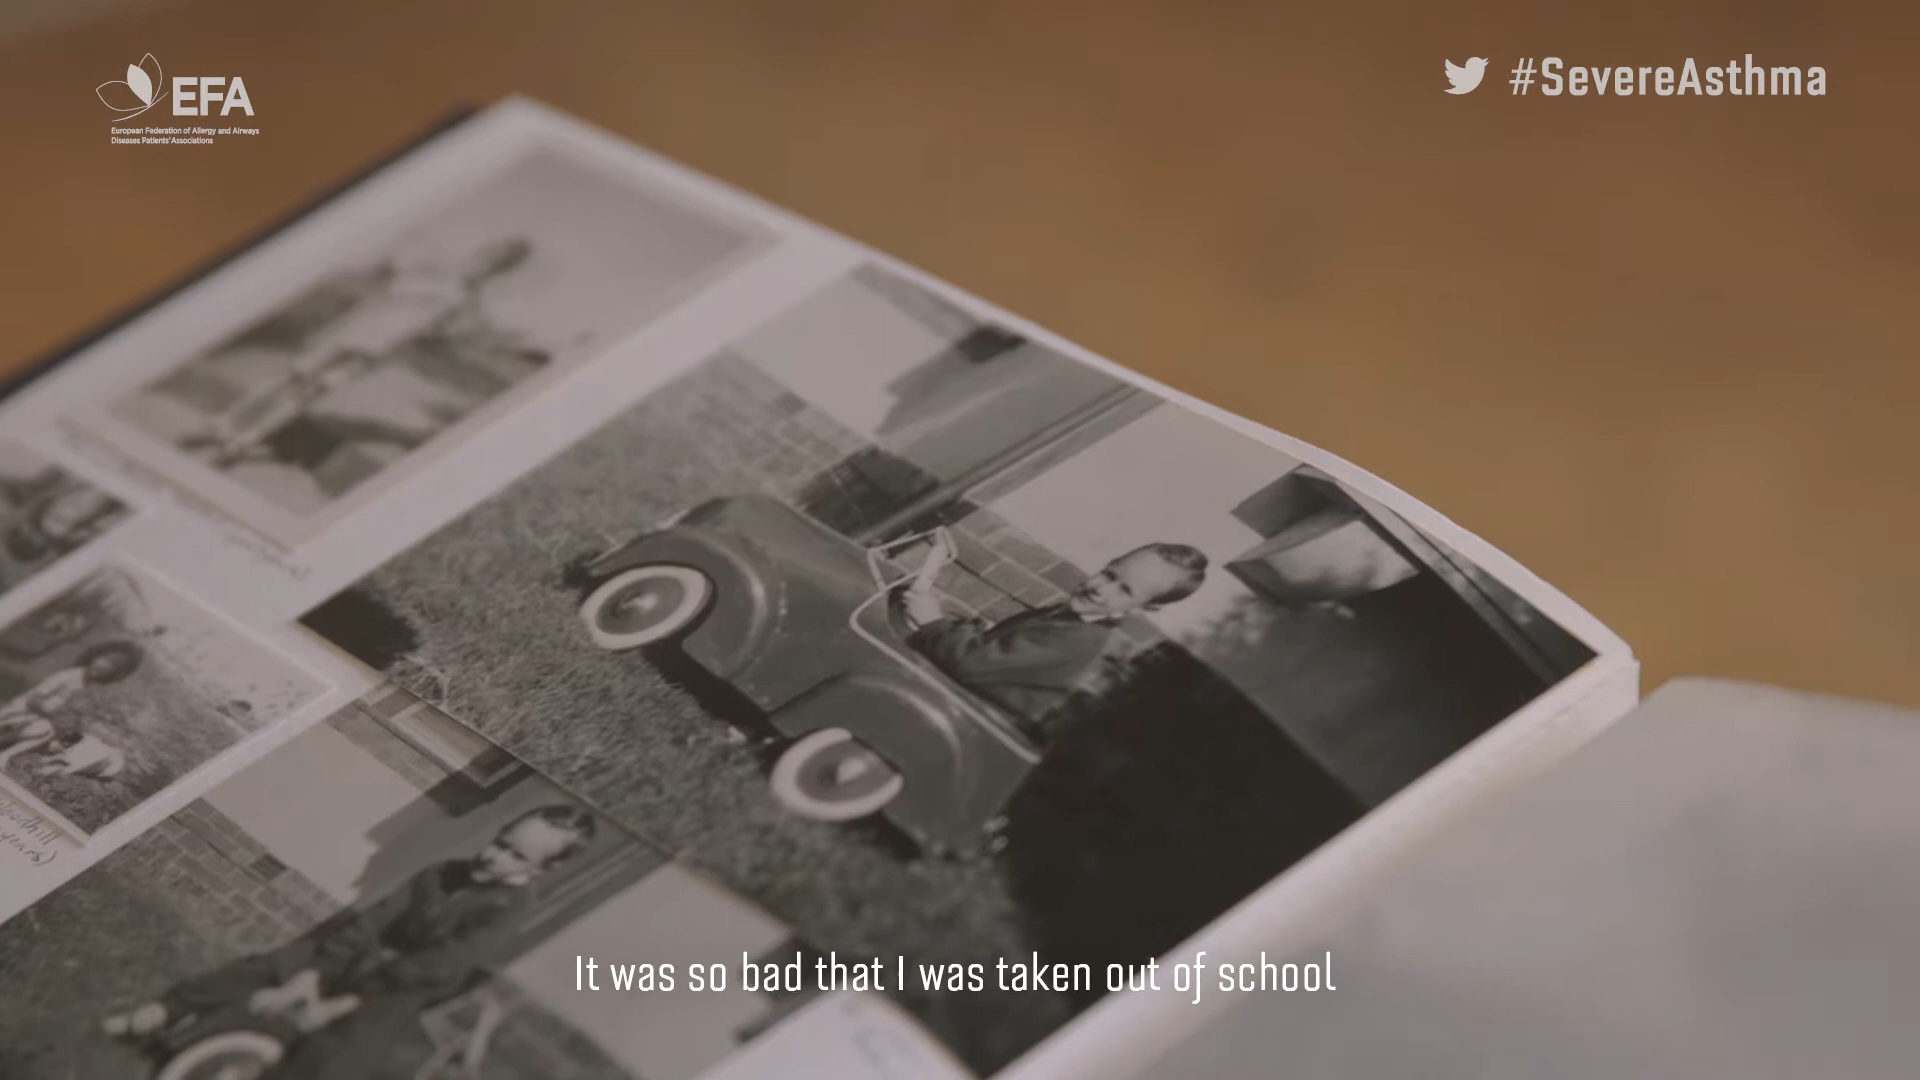 EFA
European Federation of Allergy and Airways
Diseases Patients' Associations
#SevereAsthma
It was so bad that I was taken out of school